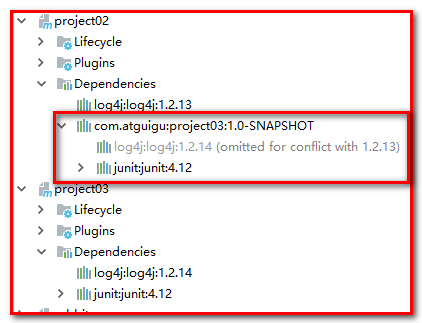 project02
Lifecycle
Plugins
Dependencies
log4j:log4j:1.2.13
com.atguigu:project03:1.0-SNAPSHOT
log4j:log4j:1.2.14 (omitted for conflict with 1.2.13)
junit:junit:4.12
project03
Lifecycle
Plugins
Dependencies
log4j:log4j:1.2.14
junit:junit:4.12